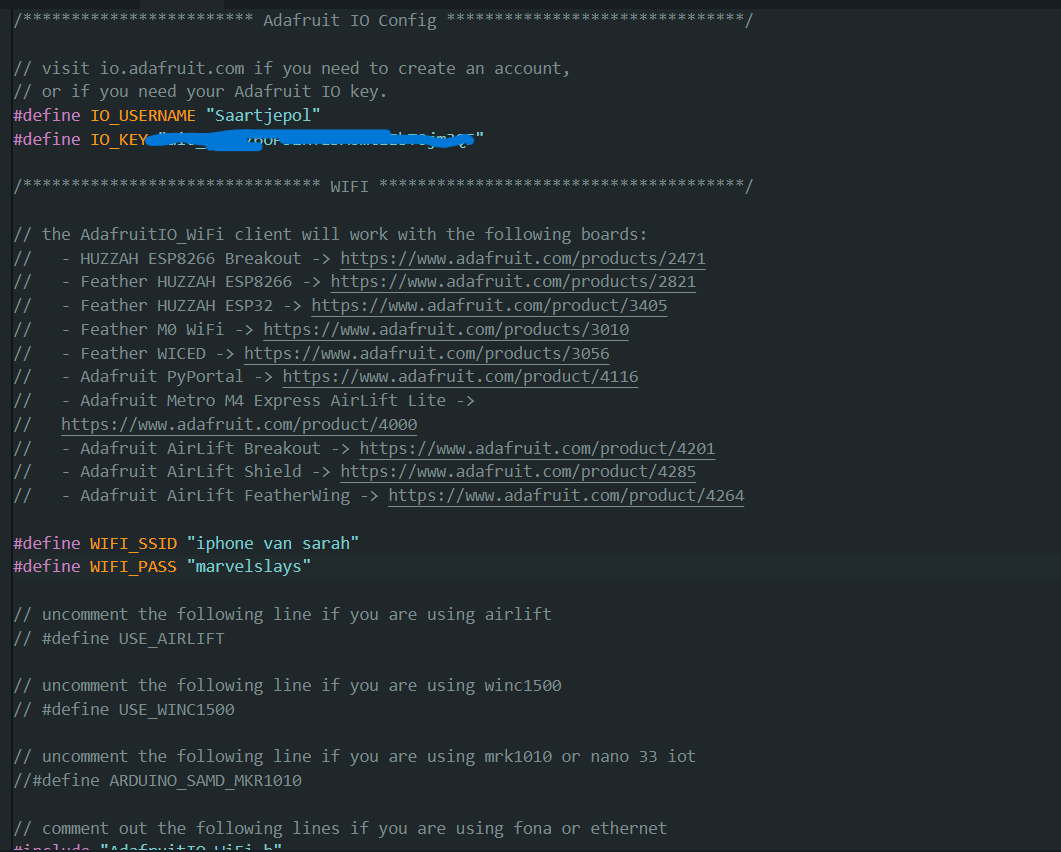 /************************ Adafruit IO Config *******************************/
// visit io.adafruit.com if you need to create an account,
// or if you need your Adafruit IO key.
#define IO_USERNAME "Saartjepol"
#define IO_KEY
/******************************* WIFI **************************************/
// the AdafruitIO_WiFi client will work with the following boards:
//   - HUZZAH ESP8266 Breakout -> https://www.adafruit.com/products/2471
//   - Feather HUZZAH ESP8266 -> https://www.adafruit.com/products/2821
//   - Feather HUZZAH ESP32 -> https://www.adafruit.com/product/3405
//   - Feather M0 WiFi -> https://www.adafruit.com/products/3010
//   - Feather WICED -> https://www.adafruit.com/products/3056
//   - Adafruit PyPortal -> https://www.adafruit.com/product/4116
//   - Adafruit Metro M4 Express AirLift Lite ->
//   https://www.adafruit.com/product/4000
//   - Adafruit AirLift Breakout -> https://www.adafruit.com/product/4201
//   - Adafruit AirLift Shield -> https://www.adafruit.com/product/4285
//   - Adafruit AirLift FeatherWing -> https://www.adafruit.com/product/4264
#define WIFI_SSID "iphone van sarah"
#define WIFI_PASS "marvelslays"
// uncomment the following line if you are using airlift
// #define USE_AIRLIFT
// uncomment the following line if you are using winc1500
// #define USE_WINC1500
// uncomment the following line if you are using mrk1010 or nano 33 iot
//#define ARDUINO_SAMD_MKR1010
// comment out the following lines if you are using fona or ethernet
#include "AdafruitIO_WiFi.h"